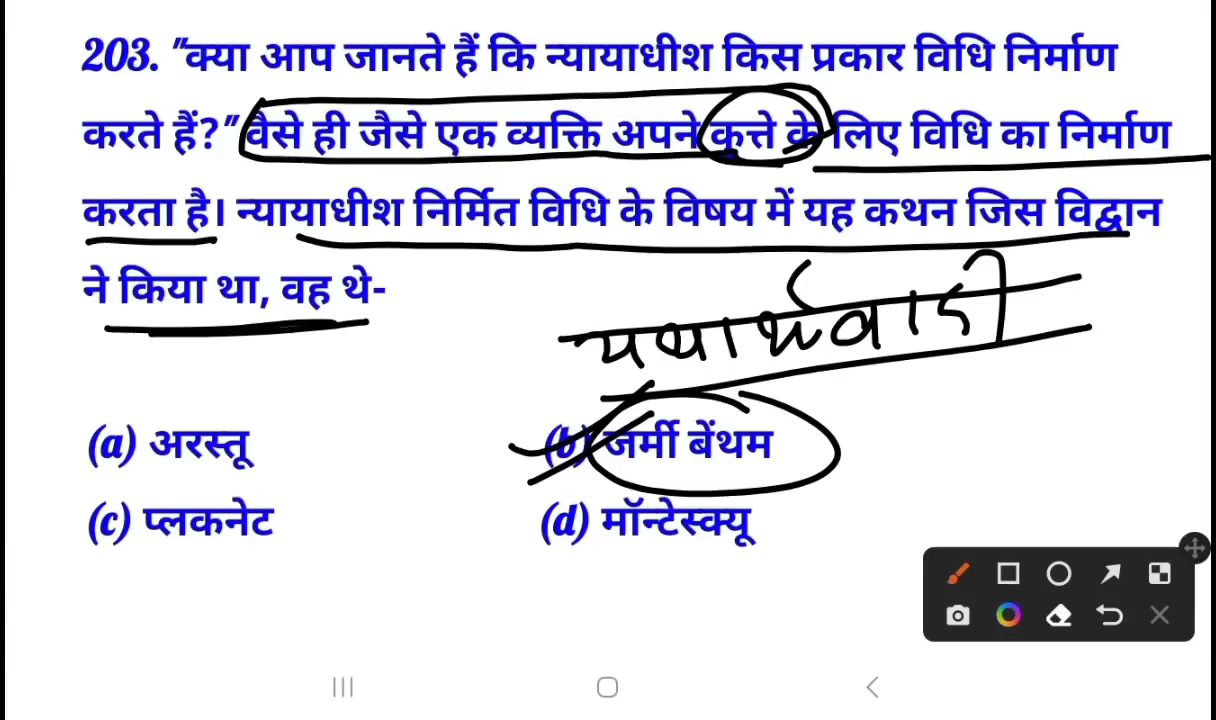 203. "क्या आप जानते हैं कि न्यायाधीश किस प्रकार विधि निर्माण
करते हैं?" वैसे ही जैसे एक व्यक्ति अपने कुत्ते के लिए विधि का निर्माण
करता है। न्यायाधीश निर्मित विधि के विषय में यह कथन जिस विद्वान
ने किया था, वह थे-
यथार्थवादी
(a) अरस्तू (b) जर्मी बेंथम
(c) प्लकनेट (d) मॉन्टेस्क्यू